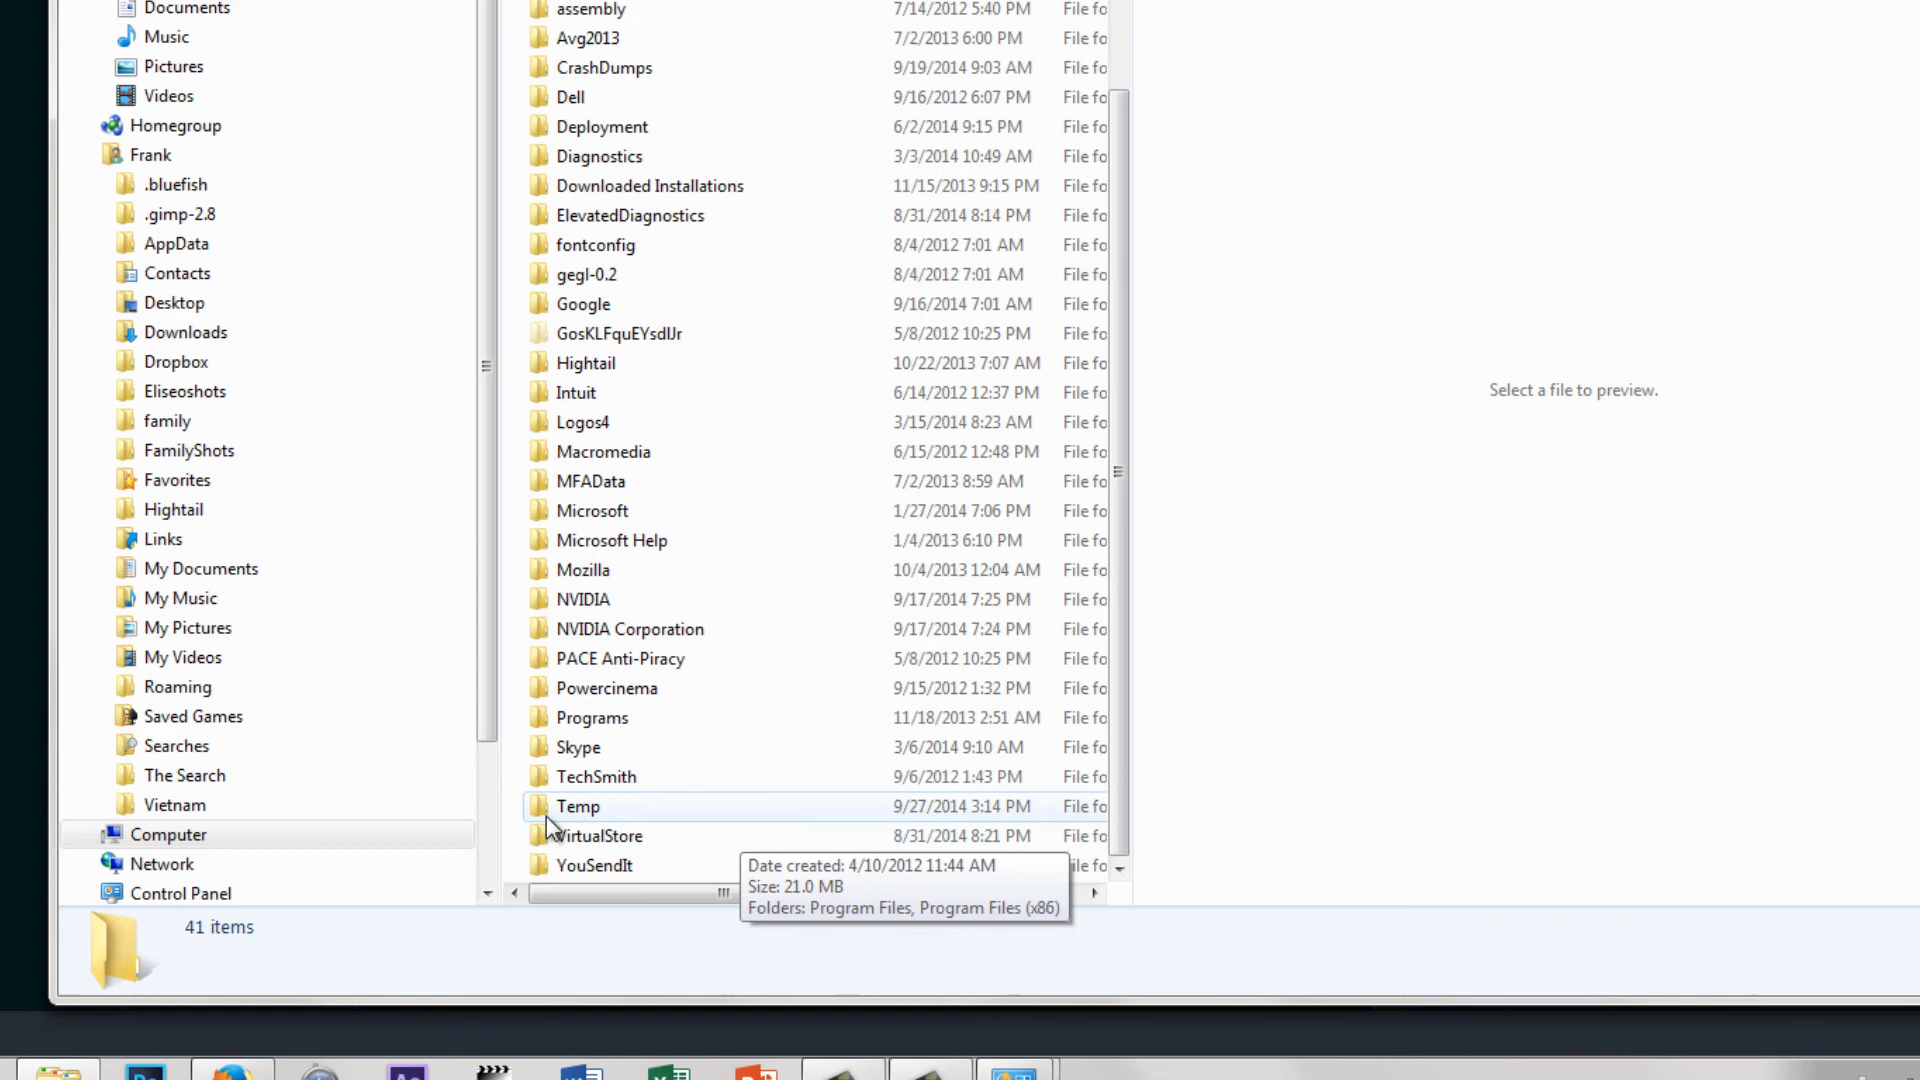 Documents
Music
Pictures
Videos
Homegroup
Frank
.bluefish
.gimp-2.8
AppData
Contacts
Desktop
Downloads
Dropbox
Eliseoshots
family
FamilyShots
Favorites
Hightail
Links
My Documents
My Music
My Pictures
My Videos
Roaming
Saved Games
Searches
The Search
Vietnam
Computer
Network
Control Panel
assembly 7/14/2012 5:40 PM File fo
Avg2013 7/2/2013 6:00 PM File fo
CrashDumps 9/19/2014 9:03 AM File fo
Dell 9/16/2012 6:07 PM File fo
Deployment 6/2/2014 9:15 PM File fo
Diagnostics 3/3/2014 10:49 AM File fo
Downloaded Installations 11/15/2013 9:15 PM File fo
ElevatedDiagnostics 8/31/2014 8:14 PM File fo
fontconfig 8/4/2012 7:01 AM File fo
gegl-0.2 8/4/2012 7:01 AM File fo
Google 9/16/2014 7:01 AM File fo
5/8/2012 10:25 PM File fo
Hightail 10/22/2013 7:07 AM File fo
Intuit 6/14/2012 12:37 PM File fo
Logos4 3/15/2014 8:23 AM File fo
Macromedia 6/15/2012 12:48 PM File fo
MFAData 7/2/2013 8:59 AM File fo
Microsoft 1/27/2014 7:06 PM File fo
Microsoft Help 1/4/2013 6:10 PM File fo
Mozilla 10/4/2013 12:04 AM File fo
NVIDIA 9/17/2014 7:25 PM File fo
NVIDIA Corporation 9/17/2014 7:24 PM File fo
PACE Anti-Piracy 5/8/2012 10:25 PM File fo
Powercinema 9/15/2012 1:32 PM File fo
Programs 11/18/2013 2:51 AM File fo
Skype 3/6/2014 9:10 AM File fo
TechSmith 9/6/2012 1:43 PM File fo
Temp 9/27/2014 3:14 PM File fo
VirtualStore 8/31/2014 8:21 PM File fo
YouSendIt ile fo
Date created: 4/10/2012 11:44 AM
Size: 21.0 MB
Folders: Program Files, Program Files (x86)
Select a file to preview.
41 items